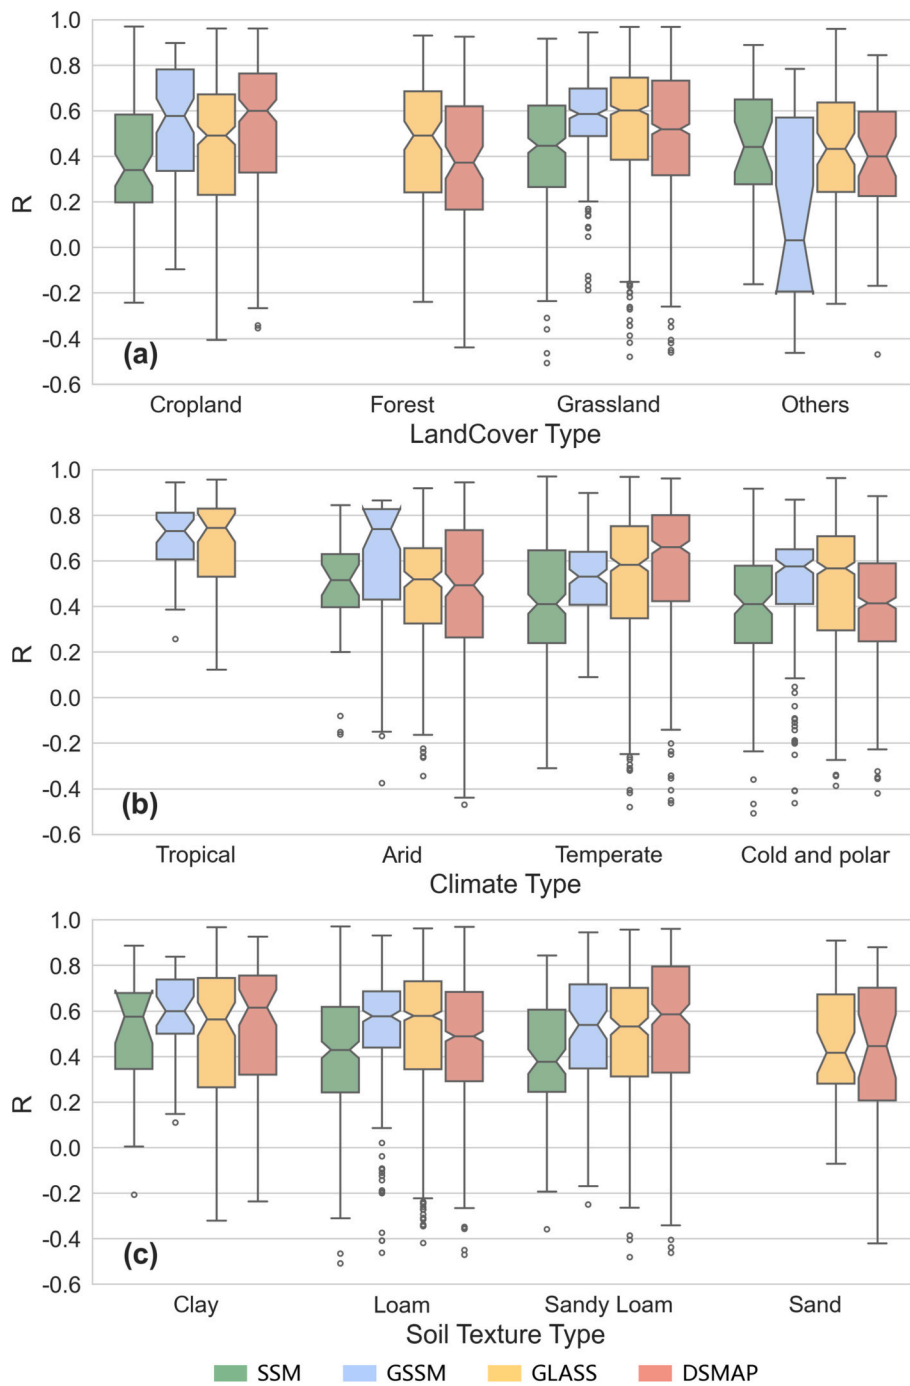 1.0
0.8
0.6
0.4
0.2
0.0
-0.2
-0.4
-0.6
R
(a)
Cropland Forest Grassland Others
LandCover Type
1.0
0.8
0.6
0.4
0.2
0.0
-0.2
-0.4
-0.6
R
(b)
Tropical Arid Temperate Cold and polar
Climate Type
1.0
0.8
0.6
0.4
0.2
0.0
-0.2
-0.4
-0.6
R
(c)
Clay Loam Sandy Loam Sand
Soil Texture Type
SSM GSSM GLASS DSMAP